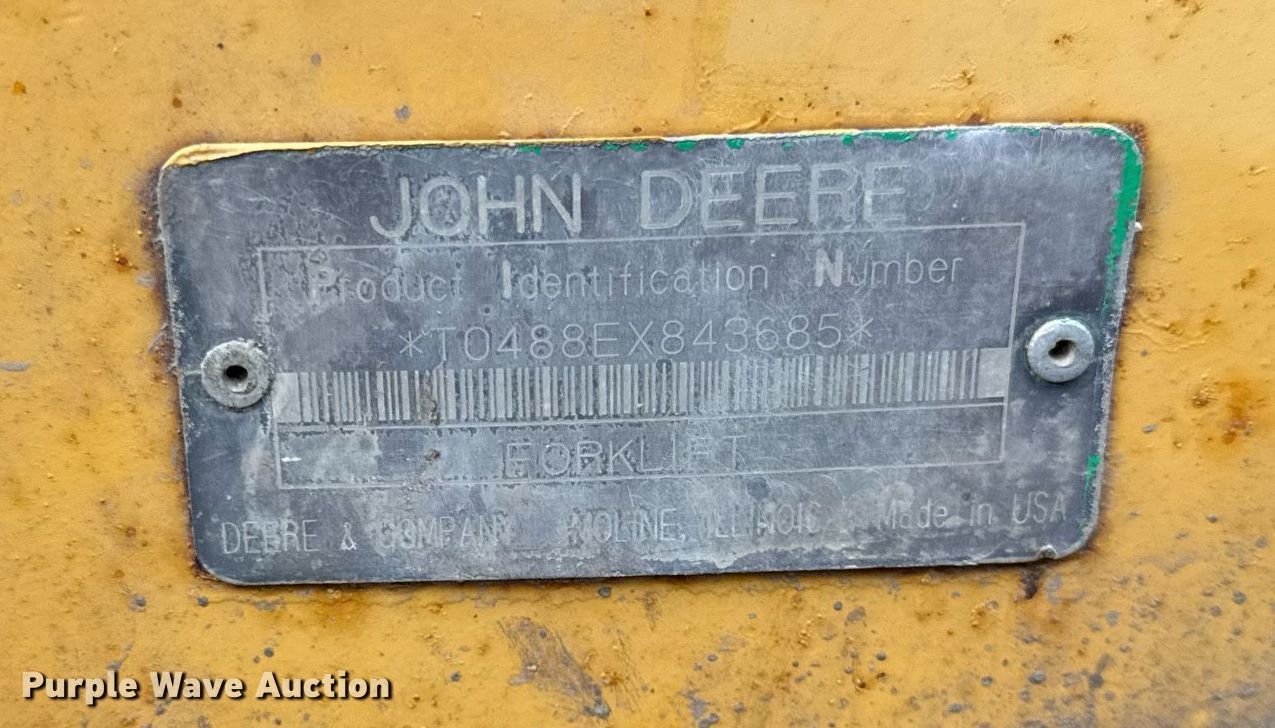 JOHN DEERE
Product Identification Number
*T0488EX843685*
FORKLIFT
DEERE & COMPANY MOLINE, ILLINOIS Made in USA
Purple Wave Auction